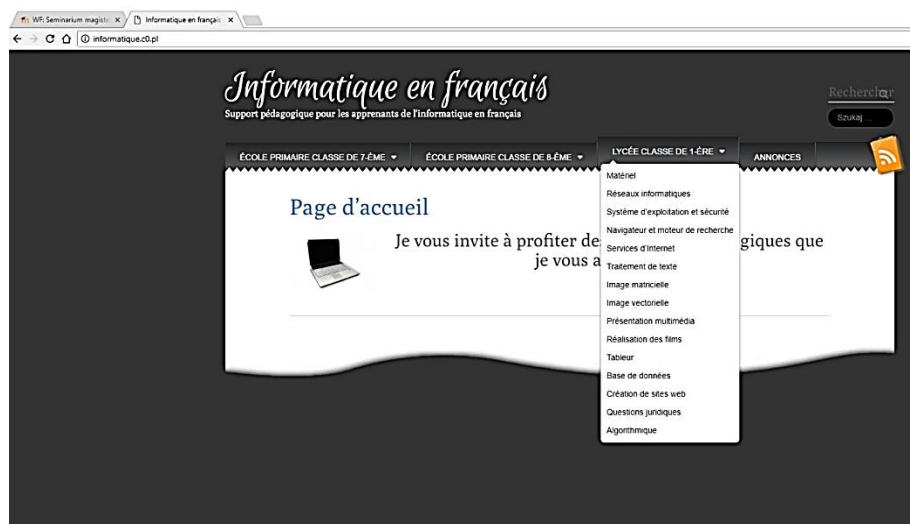 WF: Seminarium magiste
Informatique en françai
informatique.c0.pl
Informatique en français
Support pédagogique pour les apprenants de l'informatique en français
Rechercher
Szukaj ...
ÉCOLE PRIMAIRE CLASSE DE 7-ÈME
ÉCOLE PRIMAIRE CLASSE DE 8-ÈME
LYCÉE CLASSE DE 1-ÈRE
ANNONCES
Matériel
Réseaux informatiques
Système d'exploitation et sécurité
Navigateur et moteur de recherche
Services d'Internet
Traitement de texte
Image matricielle
Image vectorielle
Présentation multimédia
Réalisation des films
Tableur
Base de données
Création de sites web
Questions juridiques
Algorithmique
Page d'accueil
Je vous invite à profiter de giques que
je vous a